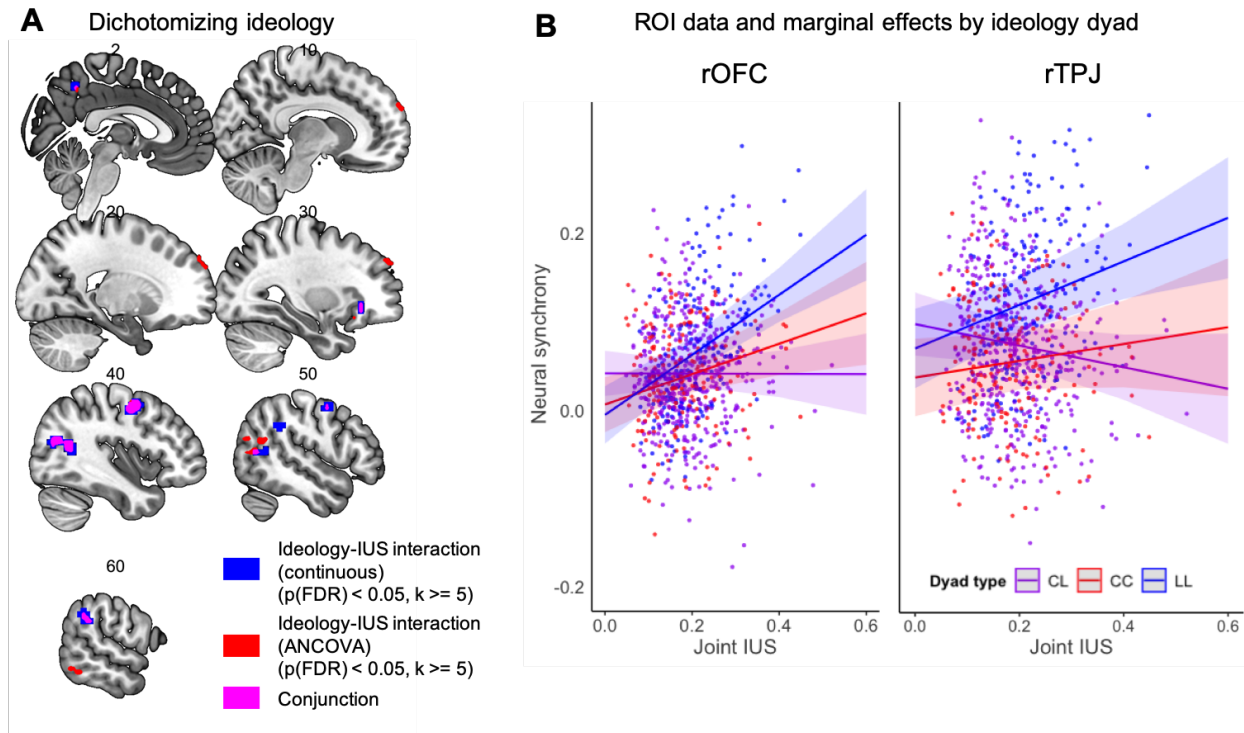 A
Dichotomizing ideology
2
10
20
30
40
50
60
Ideology-IUS interaction
(continuous)
(p(FDR) < 0.05, k >= 5)
Ideology-IUS interaction
(ANCOVA)
(p(FDR) < 0.05, k >= 5)
Conjunction
B
ROI data and marginal effects by ideology dyad
rOFC
rTPJ
Neural synchrony
0.2
0.0
-0.2
Dyad type CL CC LL
0.0 0.2 0.4 0.6
0.0 0.2 0.4 0.6
Joint IUS
Joint IUS